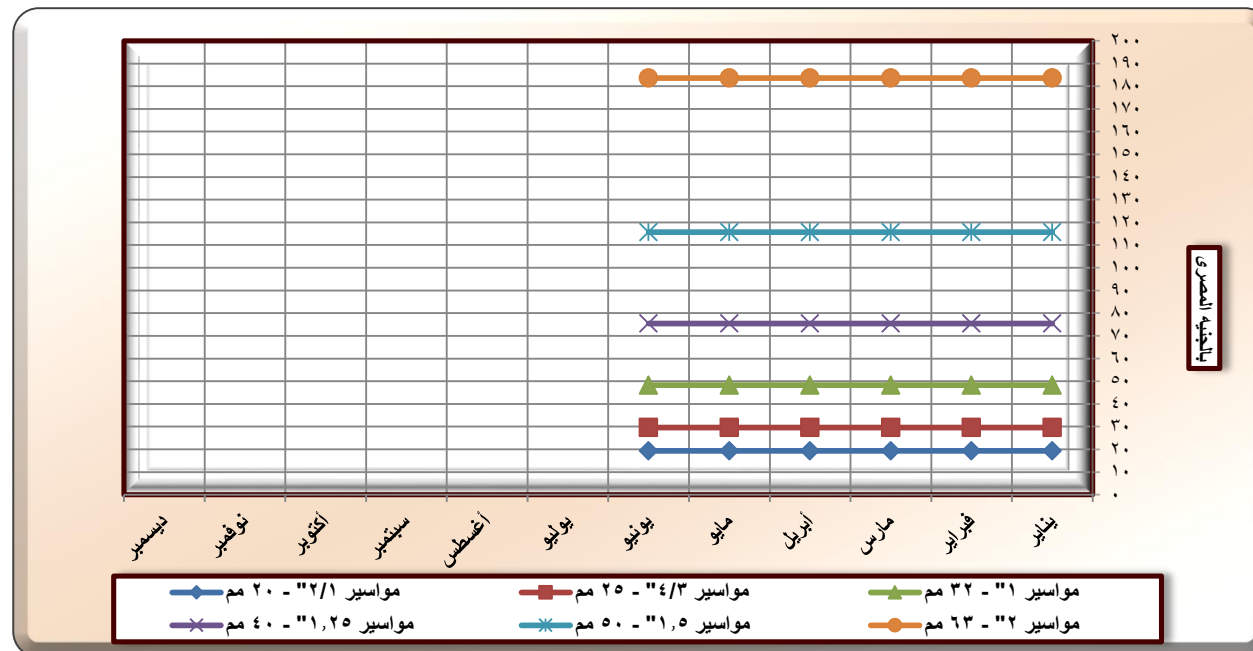 ٢٠٠
١٩٠
١٨٠
١٧٠
١٦٠
١٥٠
١٤٠
١٣٠
١٢٠
١١٠
١٠٠
٩٠
٨٠
٧٠
٦٠
٥٠
٤٠
٣٠
٢٠
١٠
٠
بالجنيه المصرى
يناير
فبراير
مارس
أبريل
مايو
يونيو
يوليو
أغسطس
سبتمبر
أكتوبر
نوفمبر
ديسمبر
مواسير ١" - ٣٢ مم
مواسير ٤/٣" - ٢٥ مم
مواسير ٢/١" - ٢٠ مم
مواسير ٢" - ٦٣ مم
مواسير ١,٥" - ٥٠ مم
مواسير ١,٢٥" - ٤٠ مم